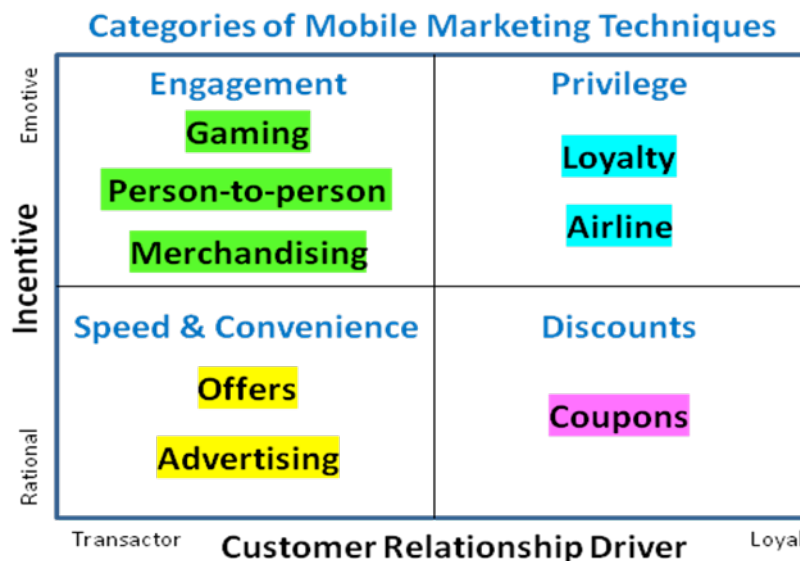 Categories of Mobile Marketing Techniques
Emotive
Incentive
Rational
Engagement
Gaming
Person-to-person
Merchandising
Privilege
Loyalty
Airline
Speed & Convenience
Offers
Advertising
Discounts
Coupons
Transactor
Customer Relationship Driver
Loyal